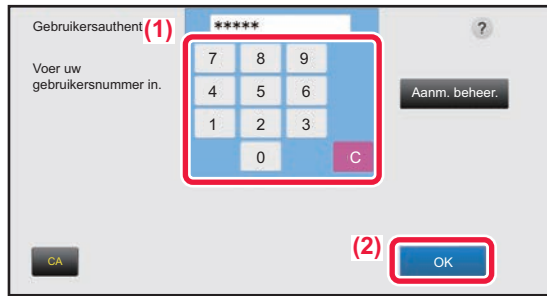 Gebruikersauthent
(1)
*****
?
Voer uw
gebruikersnummer in.
7 8 9
4 5 6
1 2 3
0 C
Aanm. beheer.
(2)
CA
OK